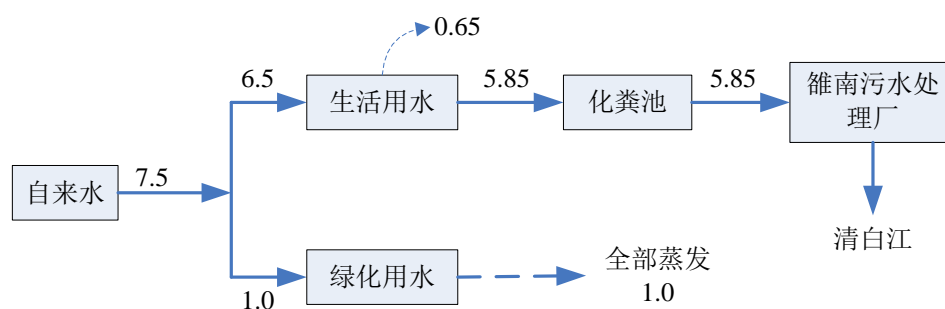 0.65
6.5
生活用水
5.85
化粪池
5.85
雒南污水处
理厂
自来水
7.5
清白江
1.0
绿化用水
全部蒸发
1.0